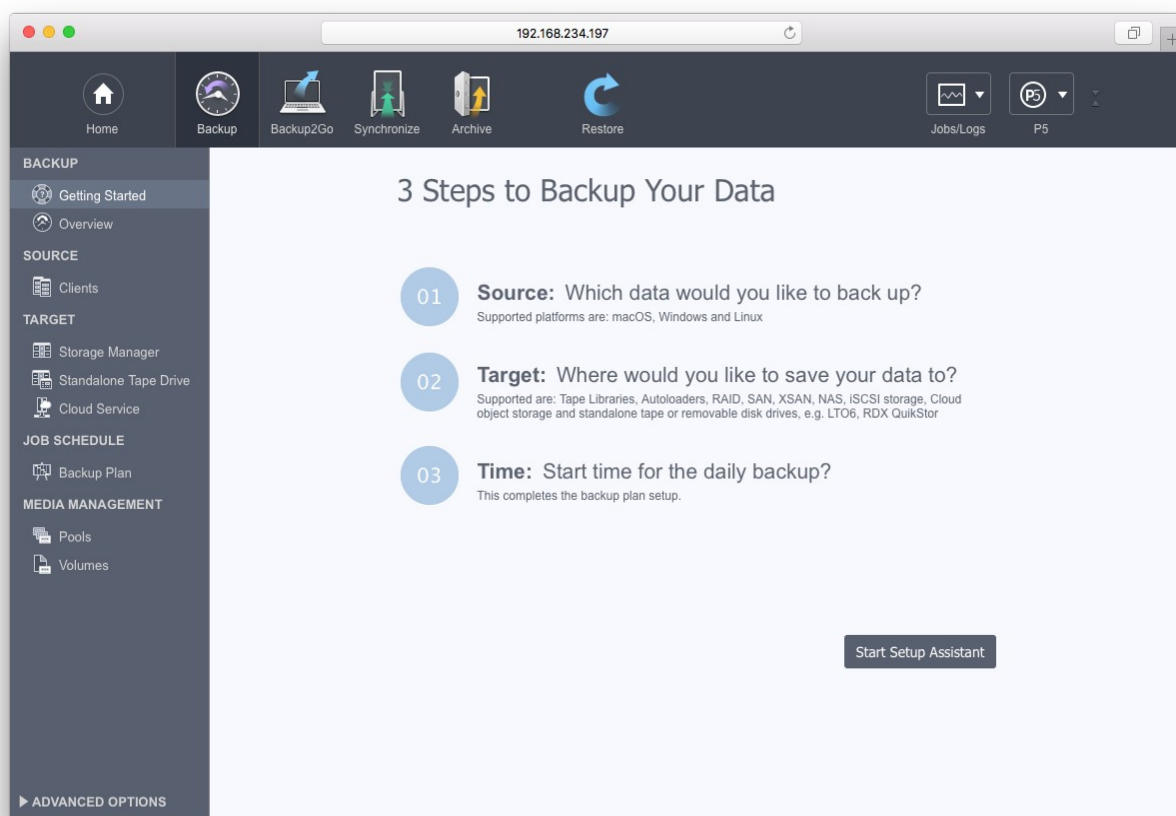 192.168.234.197
Home
Backup
Backup2Go
Synchronize
Archive
Restore
Jobs/Logs
P5
P5
BACKUP
Getting Started
Overview
SOURCE
Clients
TARGET
Storage Manager
Standalone Tape Drive
Cloud Service
JOB SCHEDULE
Backup Plan
MEDIA MANAGEMENT
Pools
Volumes
ADVANCED OPTIONS
3 Steps to Backup Your Data
01
Source: Which data would you like to back up?
Supported platforms are: macOS, Windows and Linux
02
Target: Where would you like to save your data to?
Supported are: Tape Libraries, Autoloaders, RAID, SAN, XSAN, NAS, iSCSI storage, Cloud
object storage and standalone tape or removable disk drives, e.g. LTO6, RDX QuikStor
03
Time: Start time for the daily backup?
This completes the backup plan setup.
Start Setup Assistant